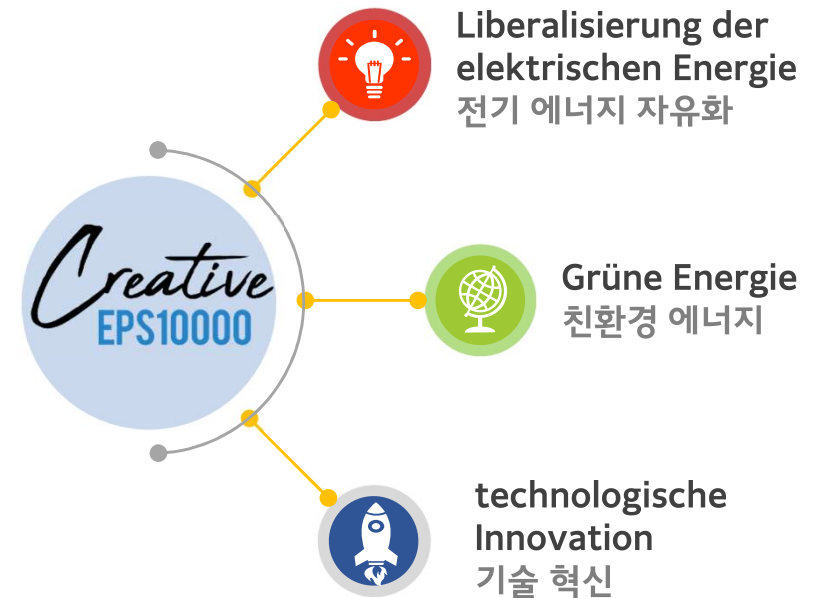 Liberalisierung der
elektrischen Energie
전기 에너지 자유화
Creative
EPS10000
Grüne Energie
친환경 에너지
technologische
Innovation
기술 혁신